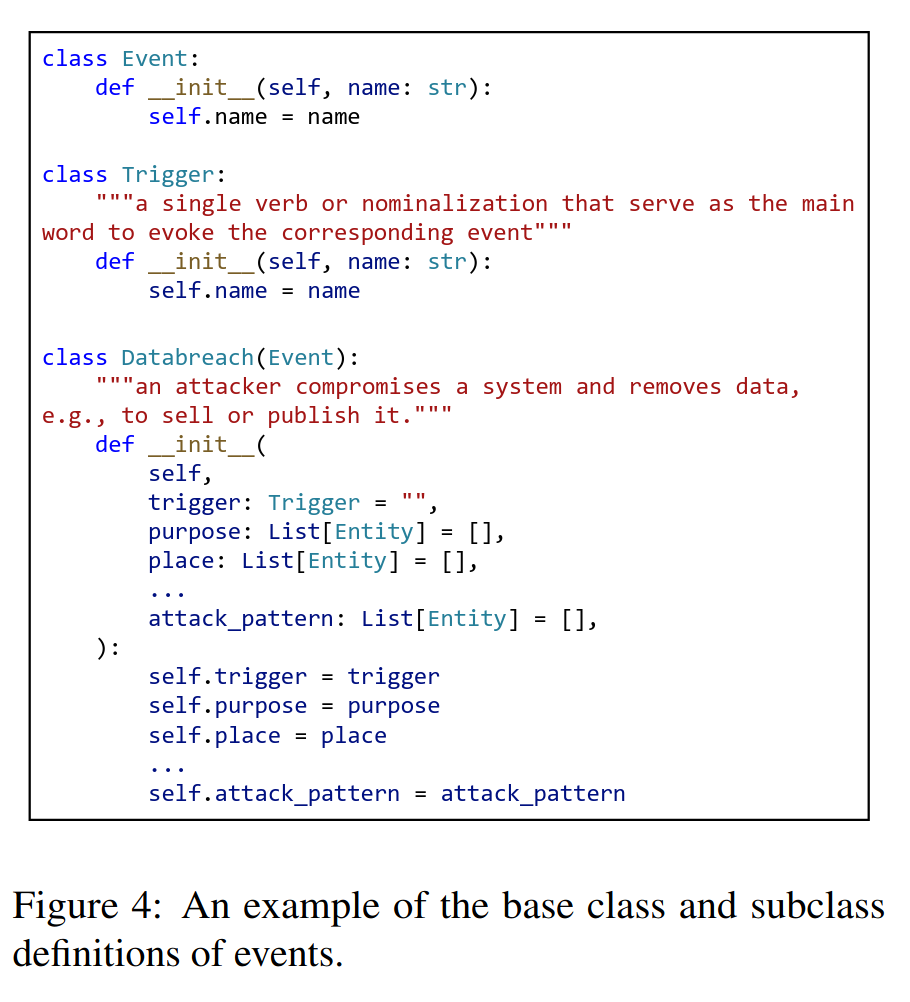 class Event:
    def __init__(self, name: str):
        self.name = name

class Trigger:
    """a single verb or nominalization that serve as the main
word to evoke the corresponding event"""
    def __init__(self, name: str):
        self.name = name

class Databreach(Event):
    """an attacker compromises a system and removes data,
e.g., to sell or publish it."""
    def __init__(
        self,
        trigger: Trigger = "",
        purpose: List[Entity] = [],
        place: List[Entity] = [],
        ...
        attack_pattern: List[Entity] = [],
    ):
        self.trigger = trigger
        self.purpose = purpose
        self.place = place
        ...
        self.attack_pattern = attack_pattern

Figure 4: An example of the base class and subclass
definitions of events.